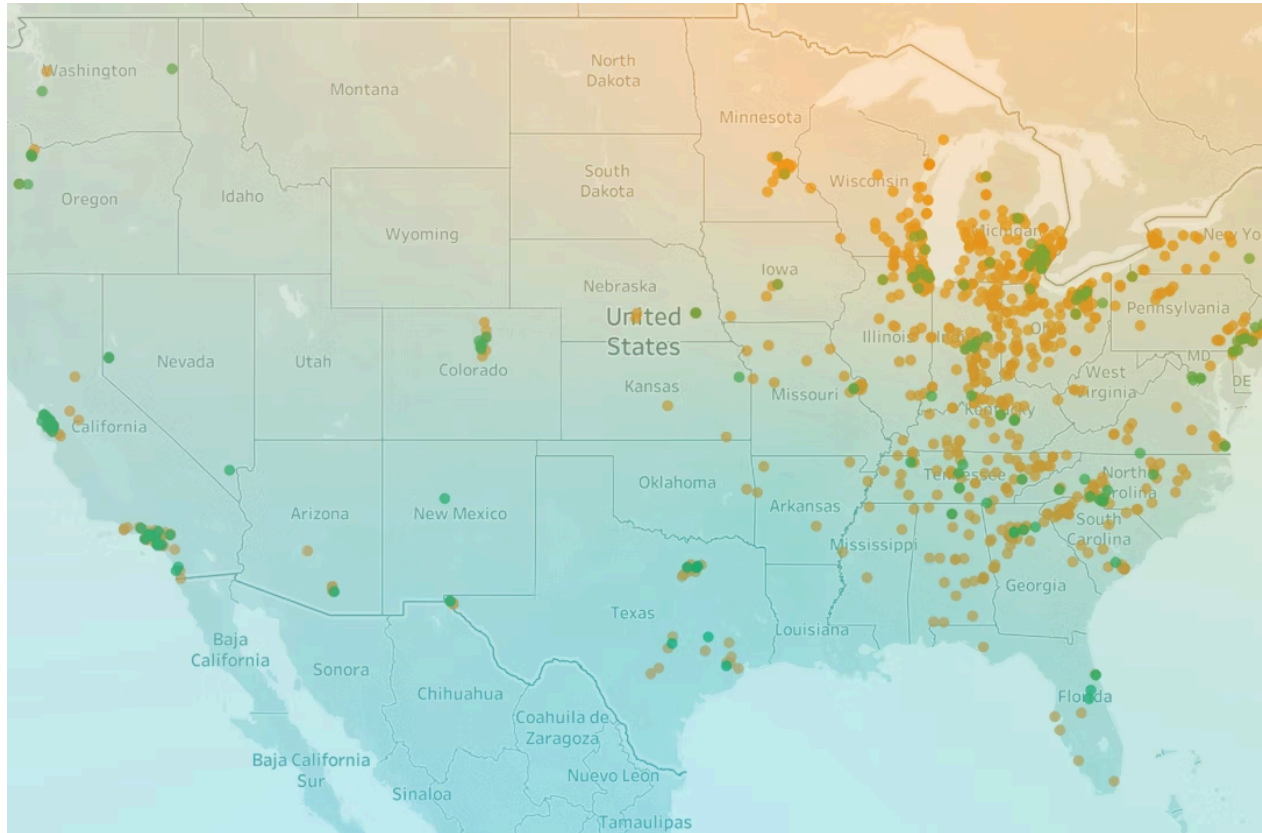 Washington
Montana
North
Dakota
Minnesota
South
Dakota
Wisconsin
Oregon
Idaho
Wyoming
Michigan
New Yo
Iowa
Nebraska
United
States
Pennsylvania
Illinois
Nevada
Utah
Colorado
Kansas
Missouri
West
Virginia
MD
DE
California
Kentucky
Oklahoma
Tennessee
North
Carolina
Arizona
New Mexico
Arkansas
South
Carolina
Mississippi
Georgia
Texas
Louisiana
Baja
California
Sonora
Chihuahua
Florida
Coahuila de
Zaragoza
Baja California
Sur
Nuevo León
Sinaloa
Tamaulipas